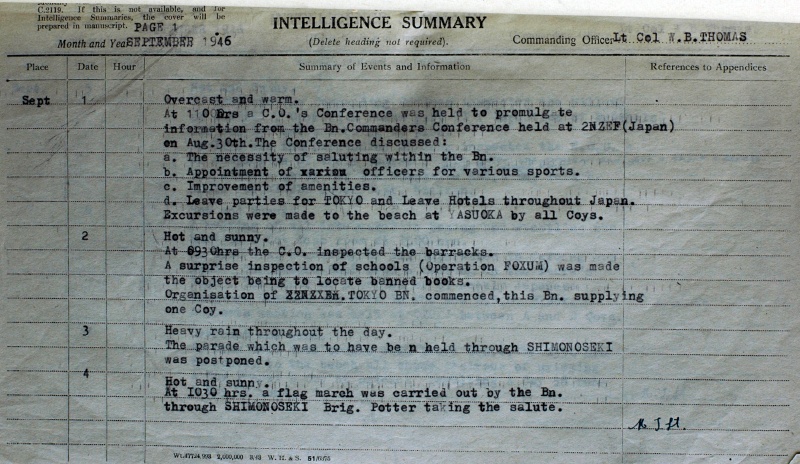 C.2119. If this is not available, and for
Intelligence Summaries, the cover will be
prepared in manuscript. PAGE 1
INTELLIGENCE SUMMARY
Month and Year SEPTEMBER 1946 (Delete heading not required). Commanding Officer Lt Col W.B.THOMAS
Place Date Hour Summary of Events and Information References to Appendices
Sept 1 Overcast and warm.
At 1100hrs a C.O.'s Conference was held to promulg te
information from the Bn.Commanders Conference held at 2NZEF(Japan)
on Aug.30th.The Conference discussed:
a. The necessity of saluting within the Bn.
b. Appointment of officers for various sports.
c. Improvement of amenities.
d. Leave parties for TOKYO and Leave Hotels throughout Japan.
Excursions were made to the beach at YASUOKA by all Coys.
2 Hot and sunny.
At 0930hrs the C.O. inspected the barracks.
A surprise inspection of schools (Operation FOXUM) was made
the object being to locate banned books.
Organisation of TOKYO BN. commenced,this Bn. supplying
one Coy.
3 Heavy rain throughout the day.
The parade which was to have be n held through SHIMONOSEKI
was postponed.
4 Hot and sunny.
At 1030 hrs. a flag march was carried out by the Bn.
through SHIMONOSEKI Brig. Potter taking the salute.
2,000,000 W. H. & S. 51/